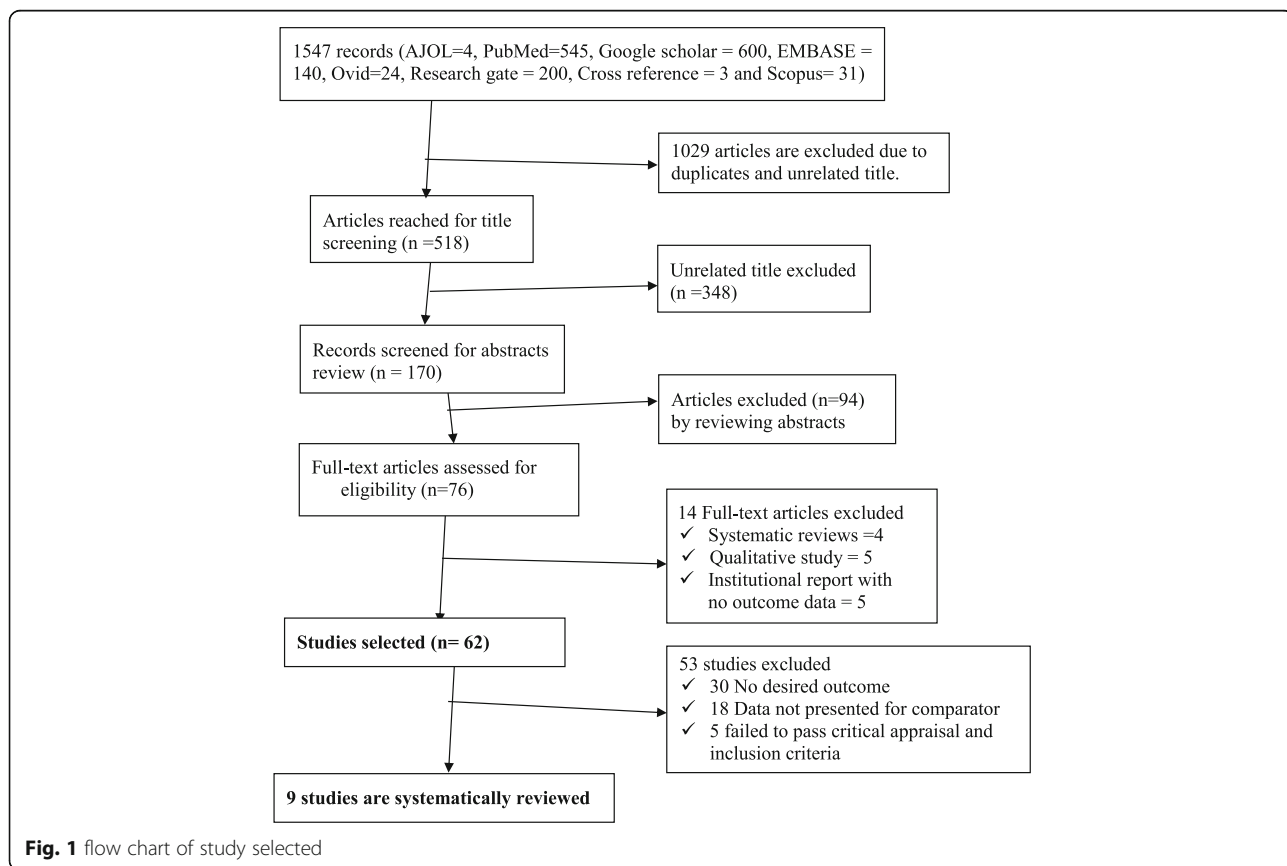 1547 records (AJOL=4, PubMed=545, Google scholar = 600, EMBASE =
140, Ovid=24, Research gate = 200, Cross reference = 3 and Scopus= 31)
1029 articles are excluded due to
duplicates and unrelated title.
Articles reached for title
screening (n =518)
Unrelated title excluded
(n =348)
Records screened for abstracts
review (n = 170)
Articles excluded (n=94)
by reviewing abstracts
Full-text articles assessed for
eligibility (n=76)
14 Full-text articles excluded
✓ Systematic reviews =4
✓ Qualitative study = 5
✓ Institutional report with
no outcome data = 5
Studies selected (n= 62)
53 studies excluded
✓ 30 No desired outcome
✓ 18 Data not presented for comparator
✓ 5 failed to pass critical appraisal and
inclusion criteria
9 studies are systematically reviewed
Fig. 1 flow chart of study selected